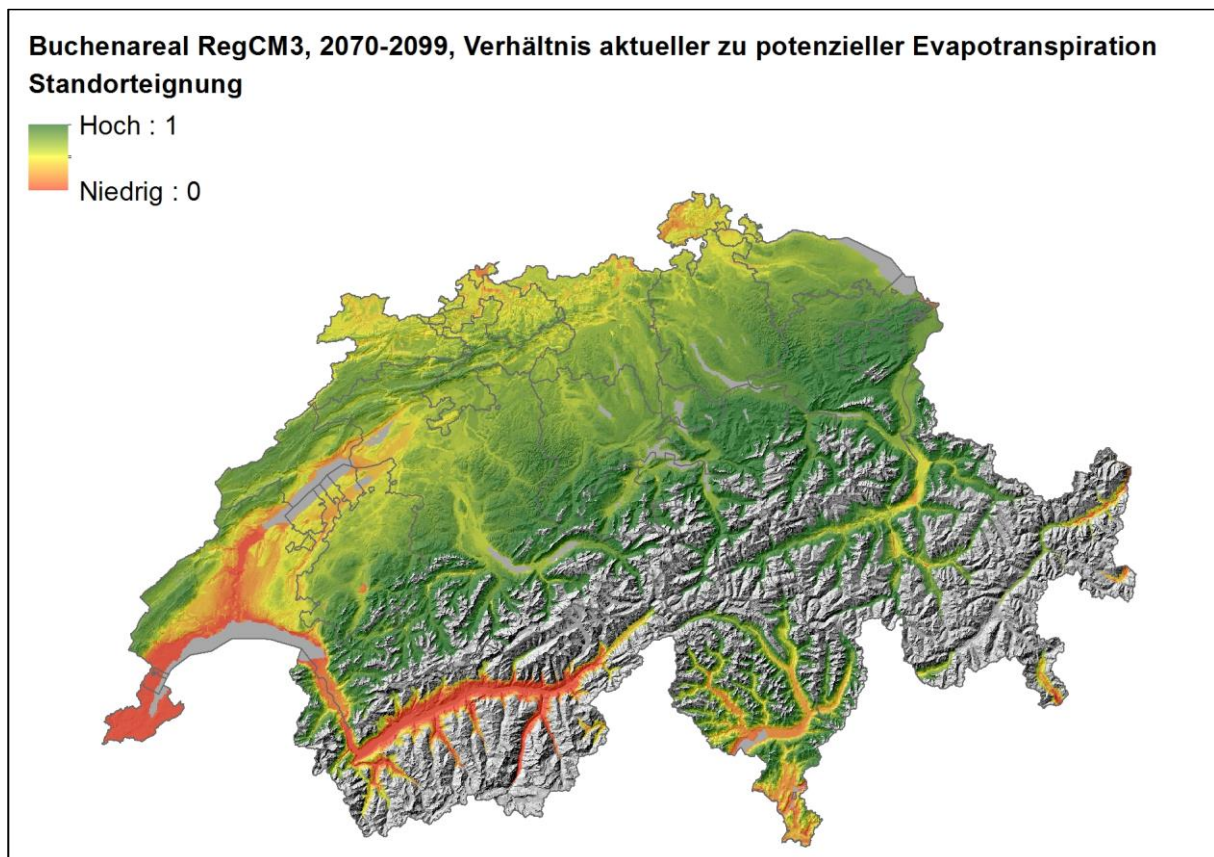 Buchenareal RegCM3, 2070-2099, Verhältnis aktueller zu potenzieller Evapotranspiration
Standorteignung
Hoch : 1
Niedrig : 0